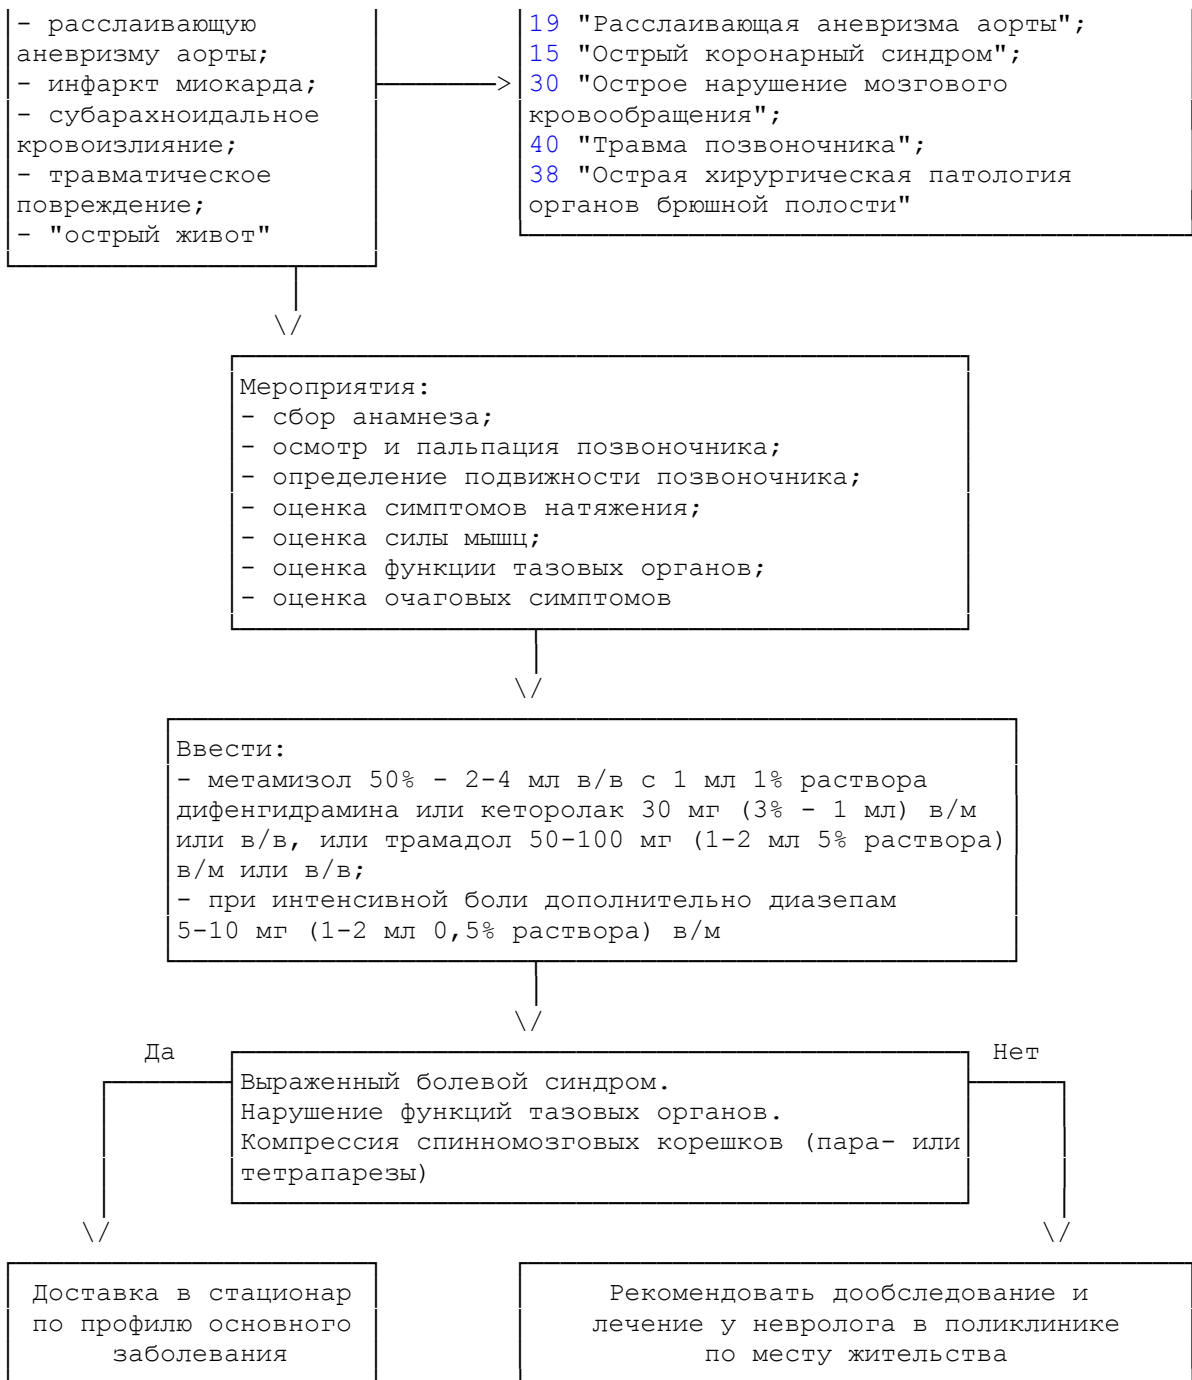 - расслаивающую
аневризму аорты;
- инфаркт миокарда;
- субарахноидальное
кровоизлияние;
- травматическое
повреждение;
- "острый живот"
19 "Расслаивающая аневризма аорты";
15 "Острый коронарный синдром";
30 "Острое нарушение мозгового
кровообращения";
40 "Травма позвоночника";
38 "Острая хирургическая патология
органов брюшной полости"
Мероприятия:
- сбор анамнеза;
- осмотр и пальпация позвоночника;
- определение подвижности позвоночника;
- оценка симптомов натяжения;
- оценка силы мышц;
- оценка функции тазовых органов;
- оценка очаговых симптомов
Ввести:
- метамизол 50% - 2-4 мл в/в с 1 мл 1% раствора
дифенгидрамина или кеторолак 30 мг (3% - 1 мл) в/м
или в/в, или трамадол 50-100 мг (1-2 мл 5% раствора)
в/м или в/в;
- при интенсивной боли дополнительно диазепам
5-10 мг (1-2 мл 0,5% раствора) в/м
Да
Нет
Выраженный болевой синдром.
Нарушение функций тазовых органов.
Компрессия спинномозговых корешков (пара- или
тетрапарезы)
Доставка в стационар
по профилю основного
заболевания
Рекомендовать дообследование и
лечение у невролога в поликлинике
по месту жительства